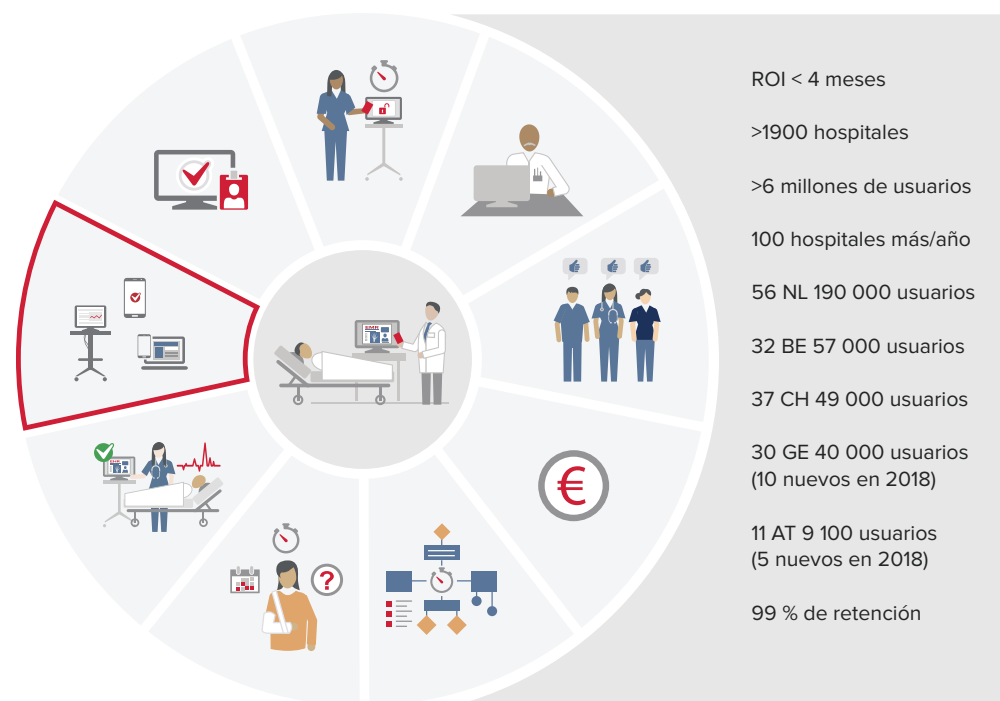 ROI < 4 meses
>1900 hospitales
>6 millones de usuarios
100 hospitales más/año
56 NL 190 000 usuarios
32 BE 57 000 usuarios
37 CH 49 000 usuarios
30 GE 40 000 usuarios
(10 nuevos en 2018)
11 AT 9 100 usuarios
(5 nuevos en 2018)
99 % de retención
EMR
€
?